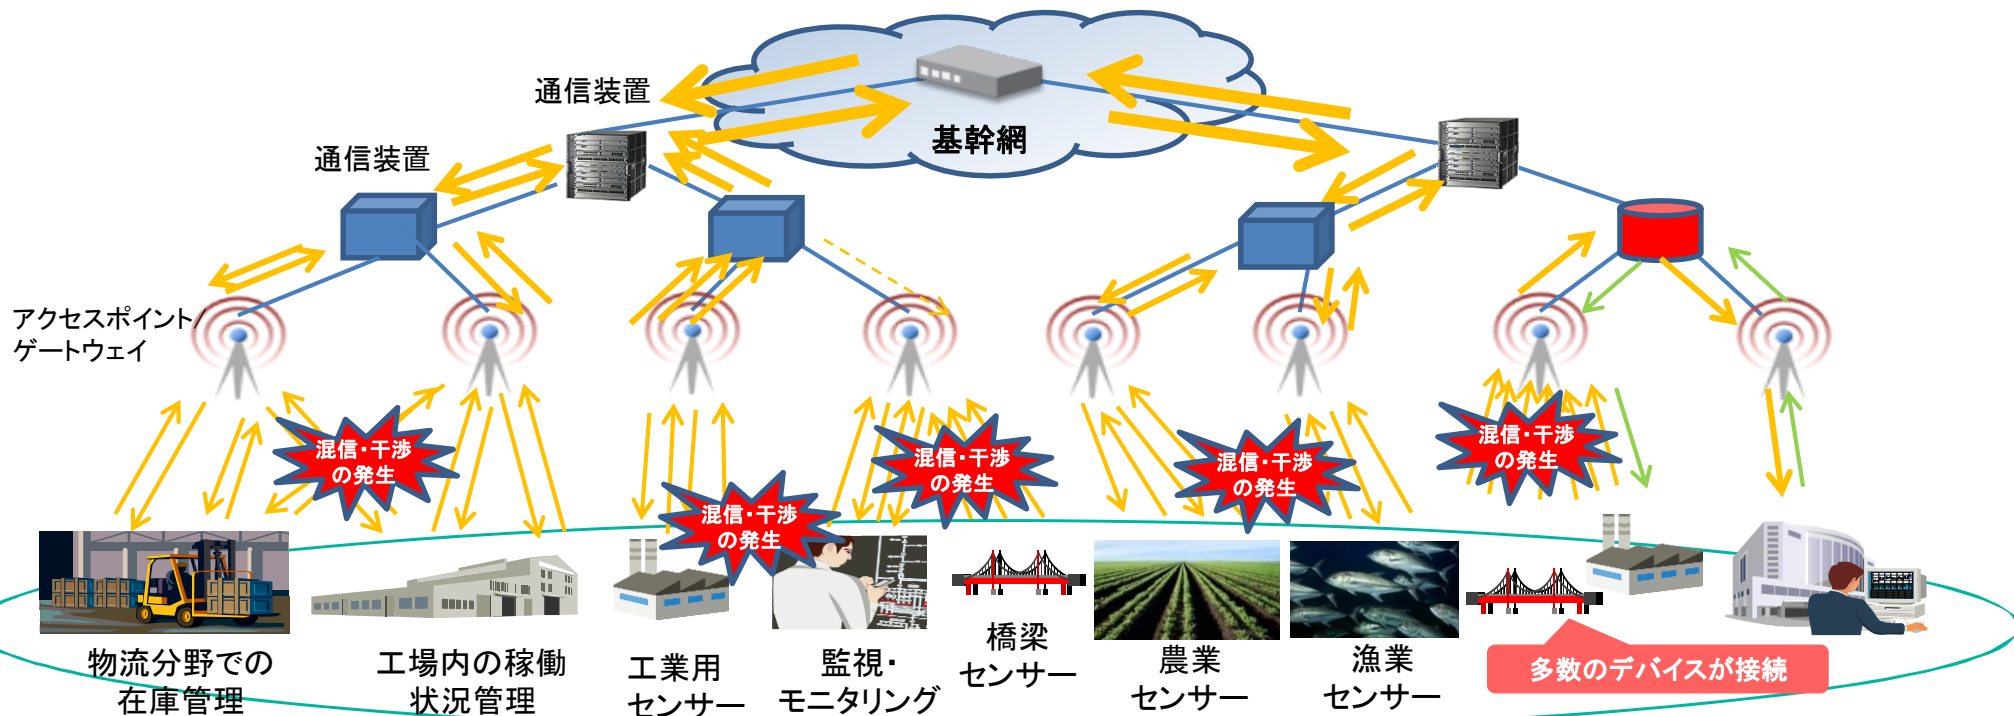 通信装置
基幹網
通信装置
アクセスポイント/
ゲートウェイ
混信・干渉
の発生
混信・干渉
の発生
混信・干渉
の発生
混信・干渉
の発生
混信・干渉
の発生
物流分野での
在庫管理
工場内の稼働
状況管理
工業用
センサー
監視・
モニタリング
橋梁
センサー
農業
センサー
漁業
センサー
多数のデバイスが接続